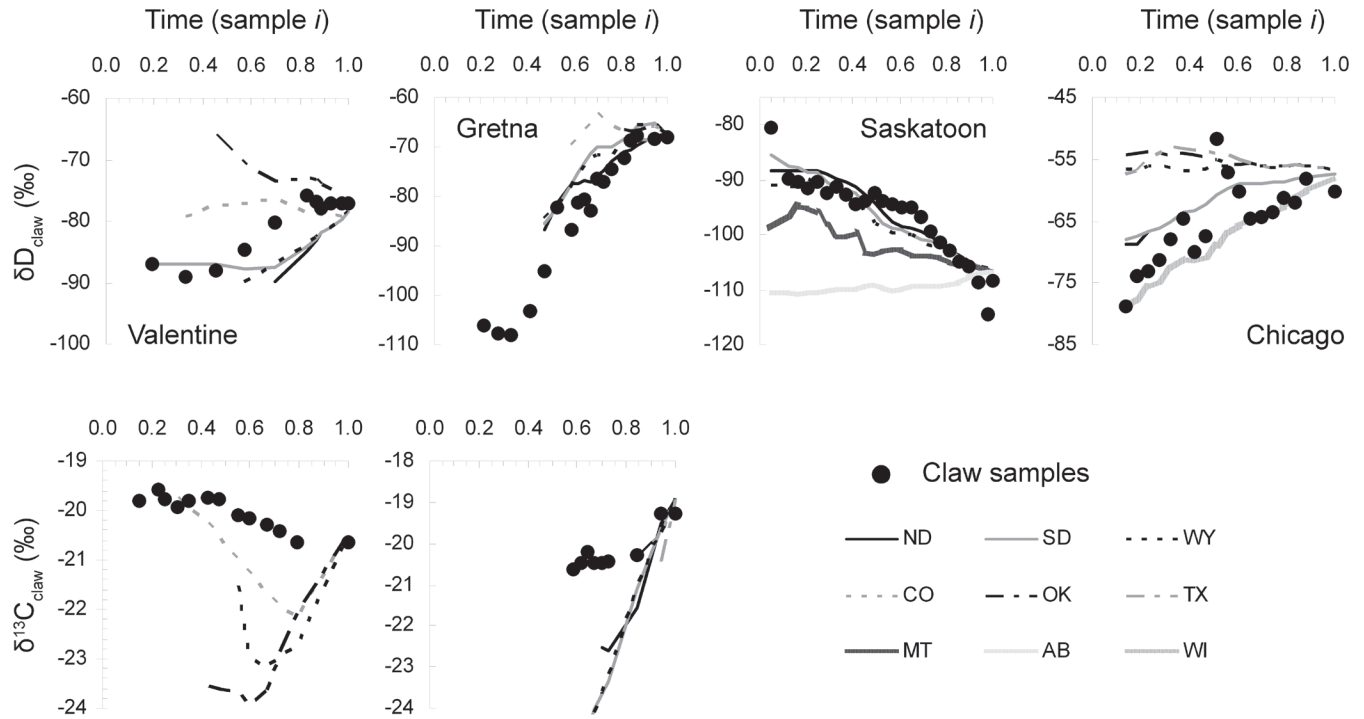 Time (sample i) Time (sample i) Time (sample i) Time (sample i)
0.0 0.2 0.4 0.6 0.8 1.0 0.0 0.2 0.4 0.6 0.8 1.0 0.0 0.2 0.4 0.6 0.8 1.0 0.0 0.2 0.4 0.6 0.8 1.0
δD_claw (‰)
-60
-70
-80
-90
-100
Valentine
-60
-70
-80
-90
-100
-110
Gretna
-80
-90
-100
-110
-120
Saskatoon
-45
-55
-65
-75
-85
Chicago
0.0 0.2 0.4 0.6 0.8 1.0 0.0 0.2 0.4 0.6 0.8 1.0
δ¹³C_claw (‰)
-19
-20
-21
-22
-23
-24
-18
-19
-20
-21
-22
-23
-24
Claw samples
ND SD WY
CO OK TX
MT AB WI